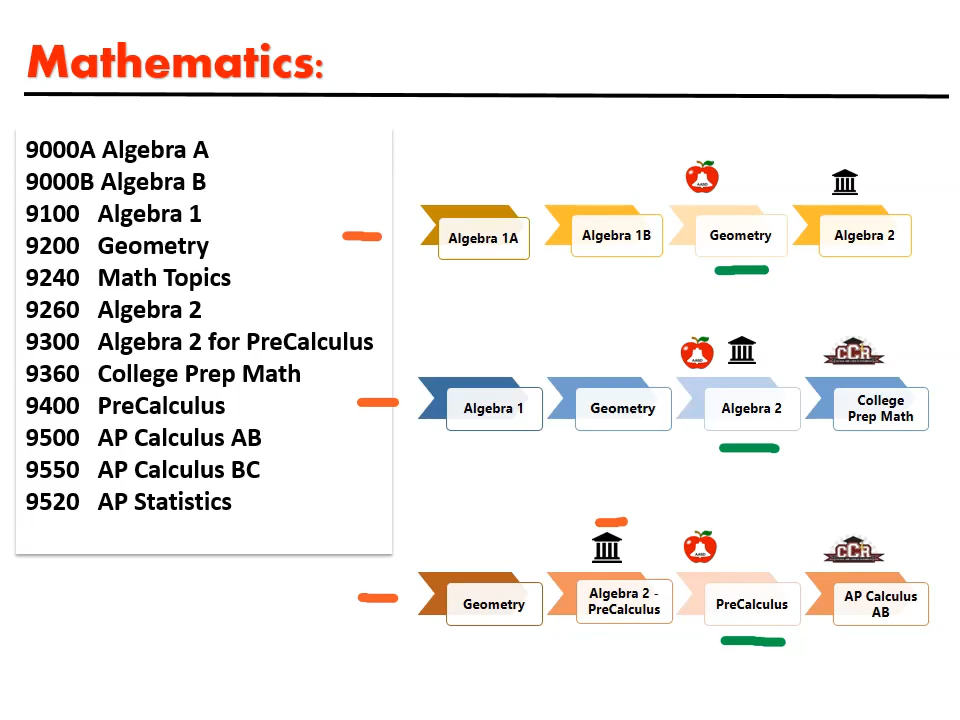 Mathematics:
9000A Algebra A
9000B Algebra B
9100 Algebra 1
9200 Geometry
9240 Math Topics
9260 Algebra 2
9300 Algebra 2 for PreCalculus
9360 College Prep Math
9400 PreCalculus
9500 AP Calculus AB
9550 AP Calculus BC
9520 AP Statistics
AABD
Algebra 1A
Algebra 1B
Geometry
Algebra 2
CCR
Algebra 1
Geometry
Algebra 2
College
Prep Math
CCR
Geometry
Algebra 2 -
PreCalculus
PreCalculus
AP Calculus
AB